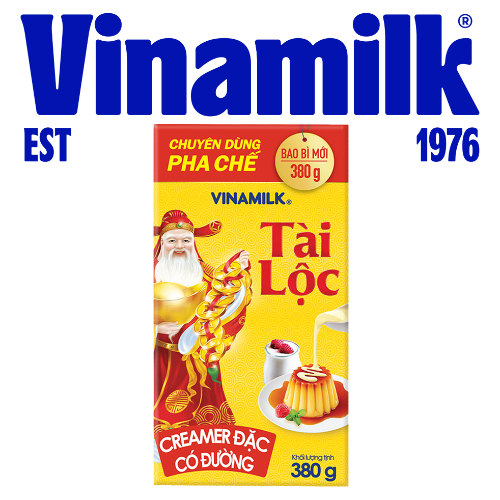 Vinamilk®
EST 1976
CHUYÊN DÙNG
PHA CHẾ
BAO BÌ MỚI
380 g
VINAMILK®
Tài
Lộc
CREAMER ĐẶC
CÓ ĐƯỜNG
Khối lượng tịnh
380 g